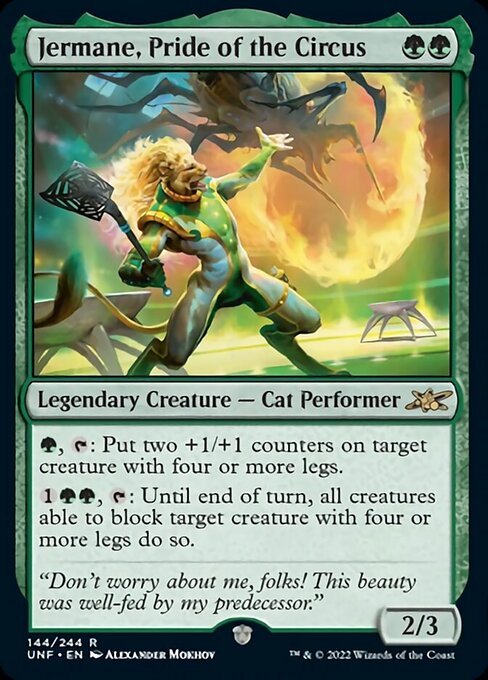 Jermane, Pride of the Circus
Legendary Creature — Cat Performer
: Put two +1/+1 counters on target
creature with four or more legs.
1 , : Until end of turn, all creatures
able to block target creature with four
or more legs do so.
“Don’t worry about me, folks! This beauty
was well-fed by my predecessor.”
2/3
144/244 R
UNF • EN Alexander Mokhov
™ & © 2022 Wizards of the Coast